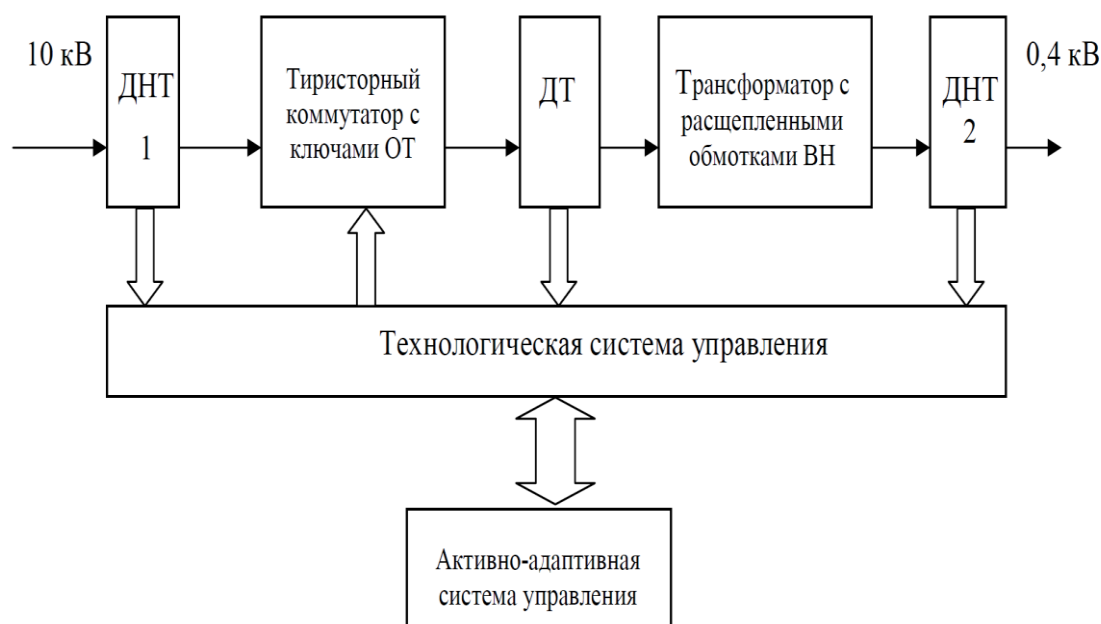 10 кВ
ДНТ
1
Тиристорный
коммутатор с
ключами ОТ
ДТ
Трансформатор с
расщепленными
обмотками ВН
ДНТ
2
0,4 кВ
Технологическая система управления
Активно-адаптивная
система управления